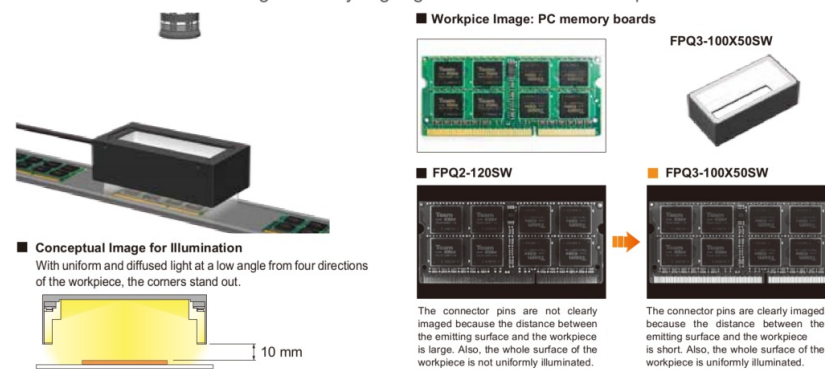 ■ Workpice Image: PC memory boards
FPQ3-100X50SW
■ FPQ2-120SW
■ FPQ3-100X50SW
■ Conceptual Image for Illumination
With uniform and diffused light at a low angle from four directions
of the workpiece, the corners stand out.
10 mm
The connector pins are not clearly
imaged because the distance between
the emitting surface and the workpiece
is large. Also, the whole surface of the
workpiece is not uniformly illuminated.
The connector pins are clearly imaged
because the distance between the
emitting surface and the workpiece
is short. Also, the whole surface of the
workpiece is uniformly illuminated.